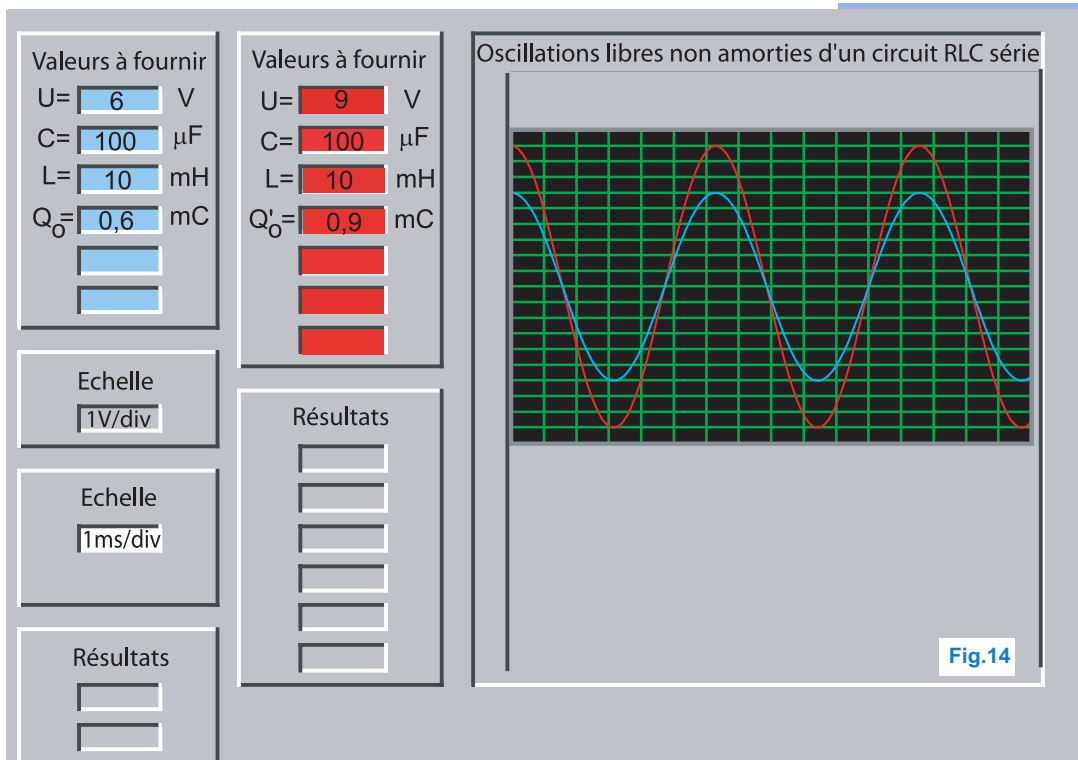 Valeurs à fournir
U= 6 V
C= 100 μF
L= 10 mH
Qo= 0,6 mC
Valeurs à fournir
U= 9 V
C= 100 μF
L= 10 mH
Q'o= 0,9 mC
Echelle
1V/div
Echelle
1ms/div
Résultats
Résultats
Oscillations libres non amorties d'un circuit RLC série
Fig.14